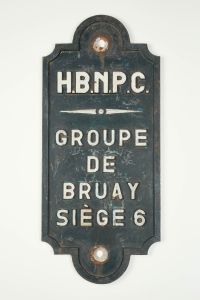 H.B.N.P.C.
GROUPE
DE
BRUAY
SIÈGE 6